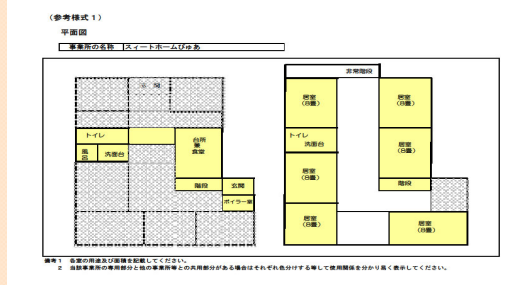 （参考様式１）
平面図
事業所の名称 スィートホームぴゅあ
玄 関
非常階段
居室
（8畳）
居室
（8畳）
トイレ
台所
兼
食堂
トイレ
洗面台
居室
（8畳）
風
呂
洗面台
居室
（8畳）
階段
玄関
階段
ボイラー室
居室
（8畳）
居室
（8畳）
備考１　各室の用途及び面積を記載してください。
２　当該事業所の専用部分と他の事業所等との共用部分がある場合はそれぞれ色分けする等して使用関係を分かり易く表示してください。